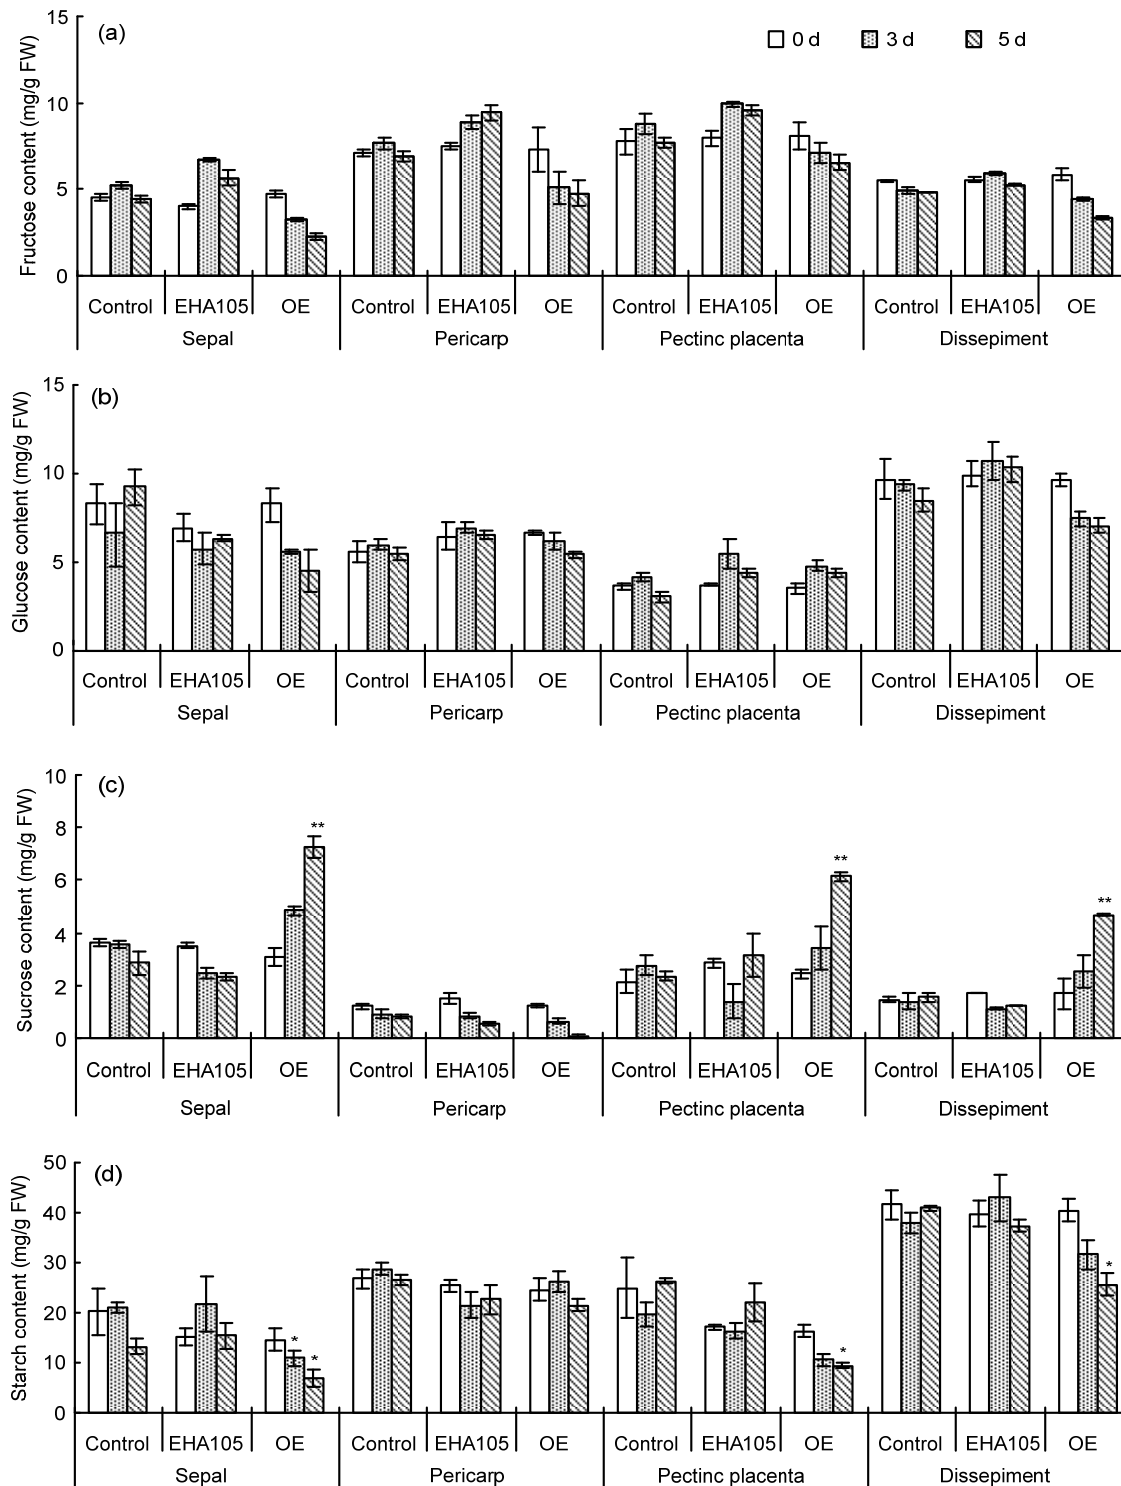 (a)
0 d 3 d 5 d
Fructose content (mg/g FW)
15
10
5
0
Control EHA105 OE Control EHA105 OE Control EHA105 OE Control EHA105 OE
Sepal Pericarp Pectinc placenta Dissepiment
(b)
Glucose content (mg/g FW)
15
10
5
0
Control EHA105 OE Control EHA105 OE Control EHA105 OE Control EHA105 OE
Sepal Pericarp Pectinc placenta Dissepiment
(c)
Sucrose content (mg/g FW)
10
8
6
4
2
0
** ** **
Control EHA105 OE Control EHA105 OE Control EHA105 OE Control EHA105 OE
Sepal Pericarp Pectinc placenta Dissepiment
(d)
Starch content (mg/g FW)
50
40
30
20
10
0
* * * *
Control EHA105 OE Control EHA105 OE Control EHA105 OE Control EHA105 OE
Sepal Pericarp Pectinc placenta Dissepiment